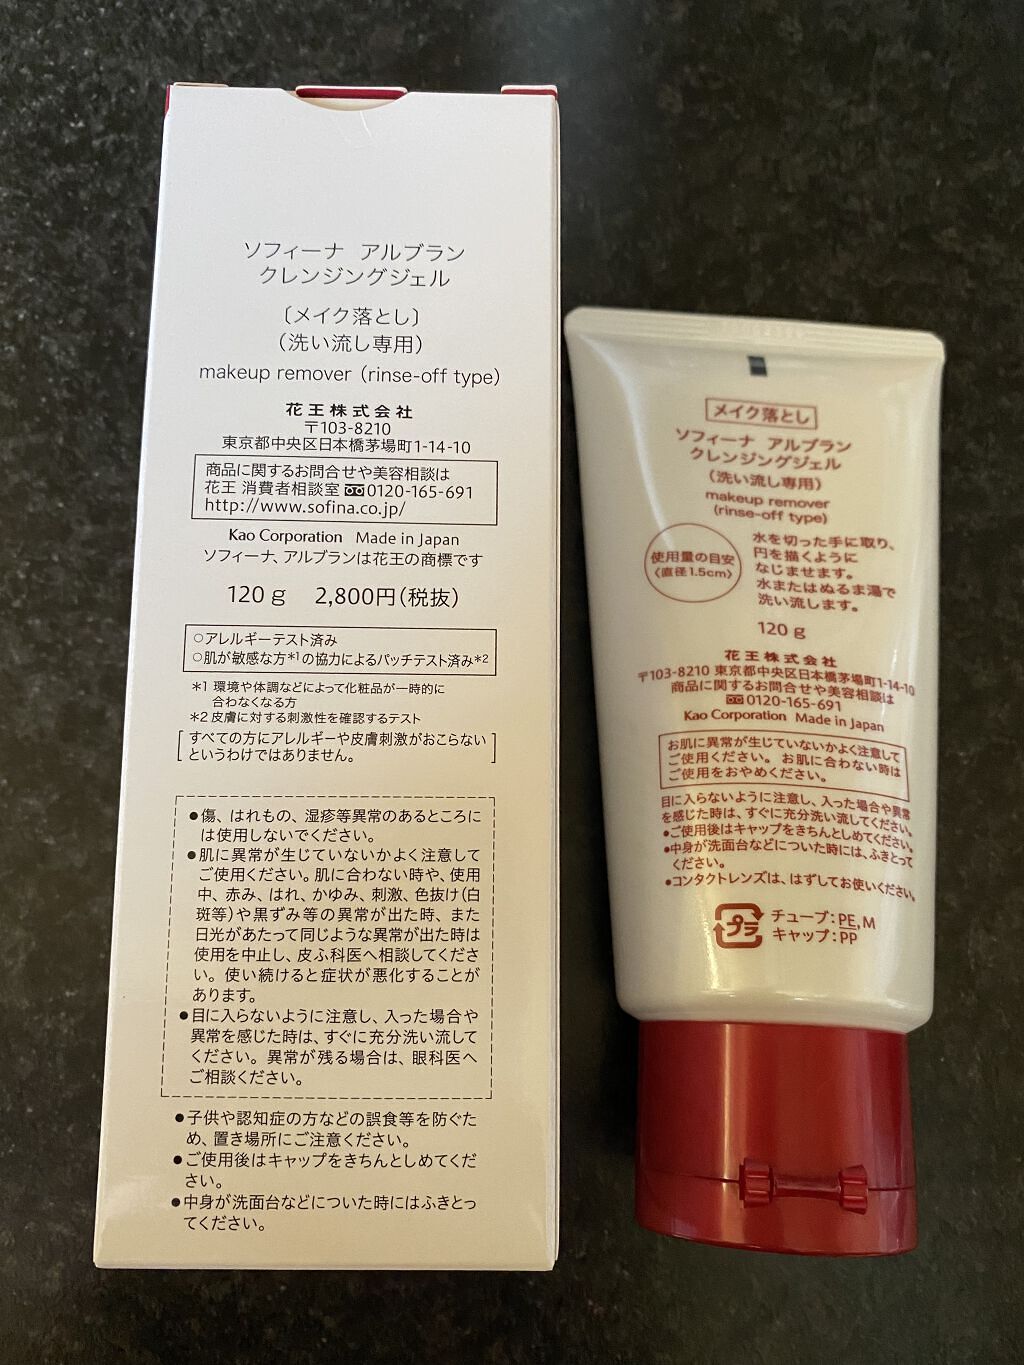 ソフィーナ アルブラン
クレンジングジェル
〔メイク落とし〕
（洗い流し専用）
makeup remover (rinse-off type)
花王株式会社
〒103-8210
東京都中央区日本橋茅場町1-14-10
商品に関するお問合せや美容相談は
花王 消費者相談室 0120-165-691
http://www.sofina.co.jp/
Kao Corporation Made in Japan
ソフィーナ、アルブランは花王の商標です
120g 2,800円（税抜）
○アレルギーテスト済み
○肌が敏感な方*1の協力によるパッチテスト済み*2
*1 環境や体調などによって化粧品が一時的に
合わなくなる方
*2 皮膚に対する刺激性を確認するテスト
[すべての方にアレルギーや皮膚刺激がおこらない
というわけではありません。]
●傷、はれもの、湿疹等異常のあるところに
は使用しないでください。
●肌に異常が生じていないかよく注意して
ご使用ください。肌に合わない時や、使用
中、赤み、はれ、かゆみ、刺激、色抜け(白
斑等)や黒ずみ等の異常が出た時、また
日光があたって同じような異常が出た時は
使用を中止し、皮ふ科医へ相談してくださ
い。使い続けると症状が悪化することが
あります。
●目に入らないように注意し、入った場合や
異常を感じた時は、すぐに充分洗い流して
ください。異常が残る場合は、眼科医へ
ご相談ください。
●子供や認知症の方などの誤食等を防ぐた
め、置き場所にご注意ください。
●ご使用後はキャップをきちんとしめてくだ
さい。
●中身が洗面台などについた時にはふきとっ
てください。
メイク落とし
ソフィーナ アルブラン
クレンジングジェル
（洗い流し専用）
makeup remover
(rinse-off type)
使用量の目安
〈直径1.5cm〉
水を切った手に取り、
円を描くように
なじませます。
水またはぬるま湯で
洗い流します。
120g
花王株式会社
〒103-8210 東京都中央区日本橋茅場町1-14-10
商品に関するお問合せや美容相談は
0120-165-691
Kao Corporation Made in Japan
お肌に異常が生じていないかよく注意して
ご使用ください。お肌に合わない時は
ご使用をおやめください。
目に入らないように注意し、入った場合や異常
を感じた時は、すぐに充分洗い流してください。
●ご使用後はキャップをきちんとしめてください。
●中身が洗面台などについた時には、ふきとって
ください。
●コンタクトレンズは、はずしてお使いください。
プラ
チューブ：PE,M
キャップ：PP